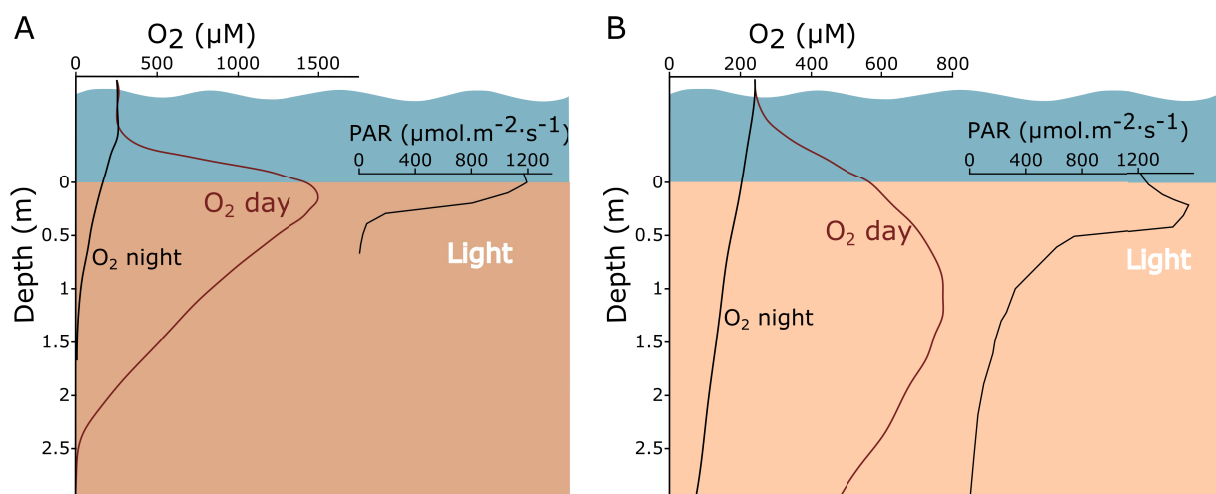 A
O₂ (µM)
0 500 1000 1500
PAR (µmol.m⁻²·s⁻¹)
0 400 800 1200
Depth (m)
0
0.5
1
1.5
2
2.5
O₂ day
O₂ night
Light
B
O₂ (µM)
0 200 400 600 800
PAR (µmol.m⁻²·s⁻¹)
0 400 800 1200
Depth (m)
0
0.5
1
1.5
2
2.5
O₂ day
O₂ night
Light